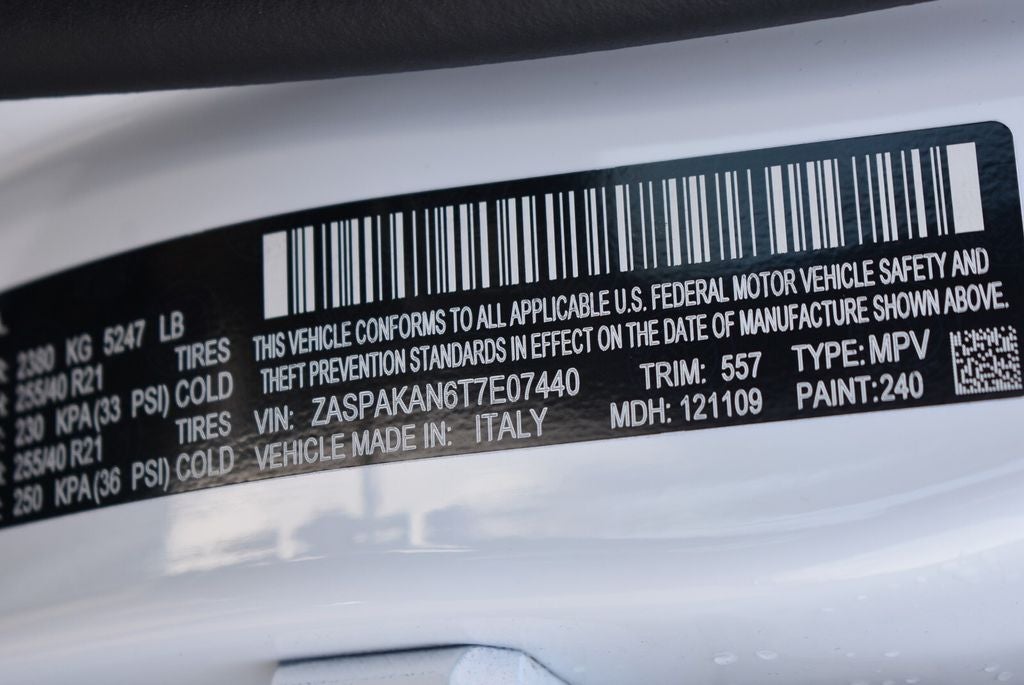 2380 KG 5247 LB
TIRES
255/40 R21
230 KPA(33 PSI) COLD
TIRES
255/40 R21
250 KPA(36 PSI) COLD
THIS VEHICLE CONFORMS TO ALL APPLICABLE U.S. FEDERAL MOTOR VEHICLE SAFETY AND
THEFT PREVENTION STANDARDS IN EFFECT ON THE DATE OF MANUFACTURE SHOWN ABOVE.
VIN: ZASPAKAN6T7E07440 TRIM: 557 TYPE: MPV
VEHICLE MADE IN: ITALY MDH: 121109 PAINT: 240